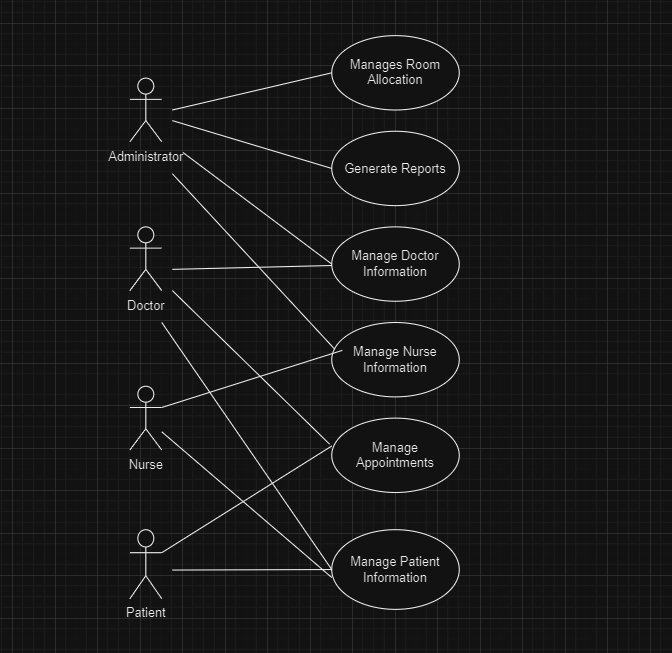 Manages Room
Allocation
Administrator
Generate Reports
Manage Doctor
Information
Doctor
Manage Nurse
Information
Nurse
Manage
Appointments
Manage Patient
Information
Patient